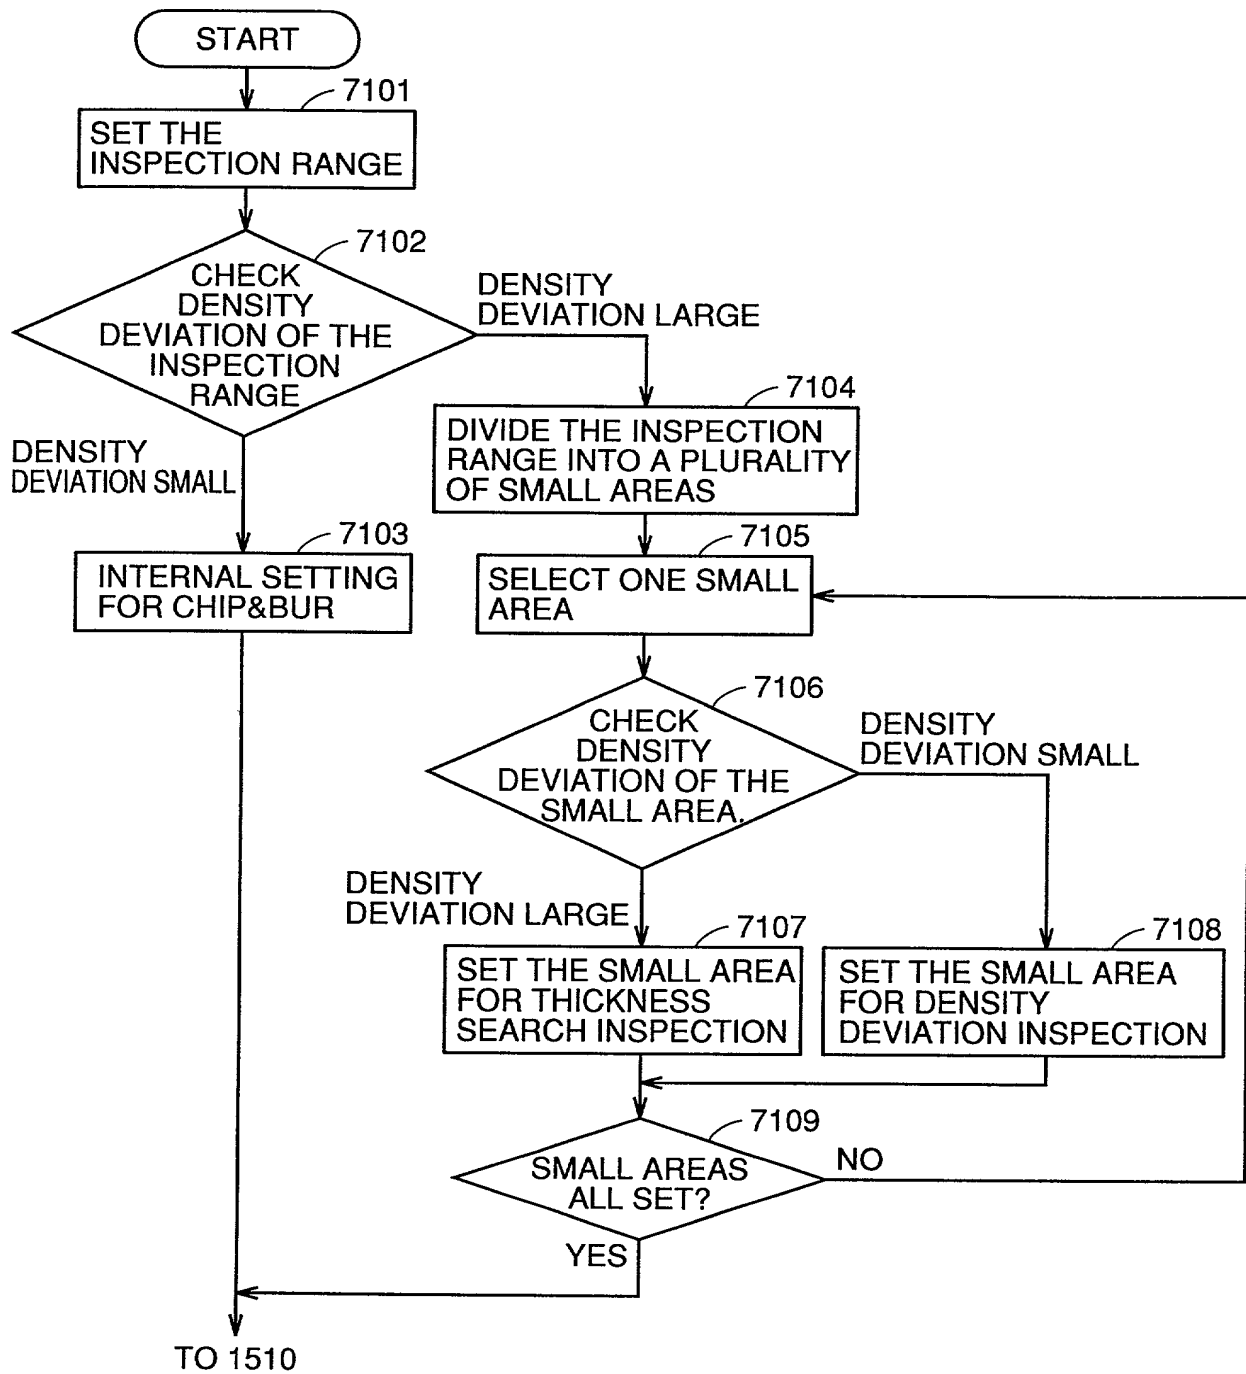 START
7101
SET THE
INSPECTION RANGE
7102
CHECK
DENSITY
DEVIATION OF THE
INSPECTION
RANGE
DENSITY
DEVIATION LARGE
DENSITY
DEVIATION SMALL
7104
DIVIDE THE INSPECTION
RANGE INTO A PLURALITY
OF SMALL AREAS
7103
INTERNAL SETTING
FOR CHIP&BUR
7105
SELECT ONE SMALL
AREA
7106
CHECK
DENSITY
DEVIATION OF THE
SMALL AREA.
DENSITY
DEVIATION SMALL
DENSITY
DEVIATION LARGE
7107
SET THE SMALL AREA
FOR THICKNESS
SEARCH INSPECTION
7108
SET THE SMALL AREA
FOR DENSITY
DEVIATION INSPECTION
7109
SMALL AREAS
ALL SET?
NO
YES
TO 1510